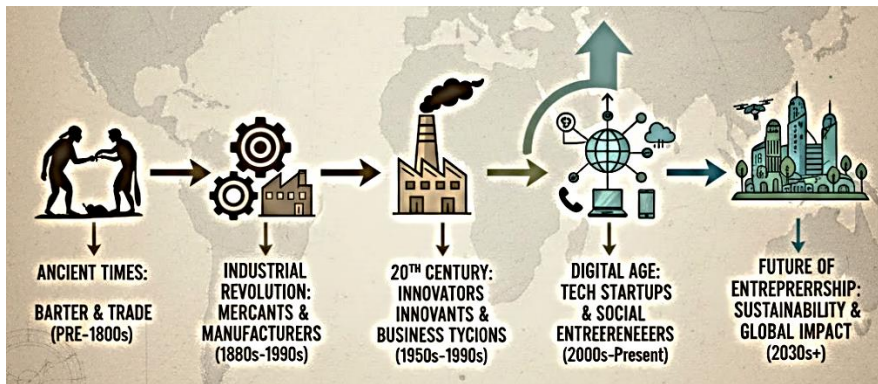 ANCIENT TIMES:
BARTER & TRADE
(PRE-1800s)
INDUSTRIAL
REVOLUTION:
MERCANTS &
MANUFACTURERS
(1880s-1990s)
20TH CENTURY:
INNOVATORS
INNOVANTS &
BUSINESS TYCIONS
(1950s-1990s)
DIGITAL AGE:
TECH STARTUPS
& SOCIAL
ENTREERENEEERS
(2000s-Present)
FUTURE OF
ENTREPRERRSHIP:
SUSTAINABILITY &
GLOBAL IMPACT
(2030s+)